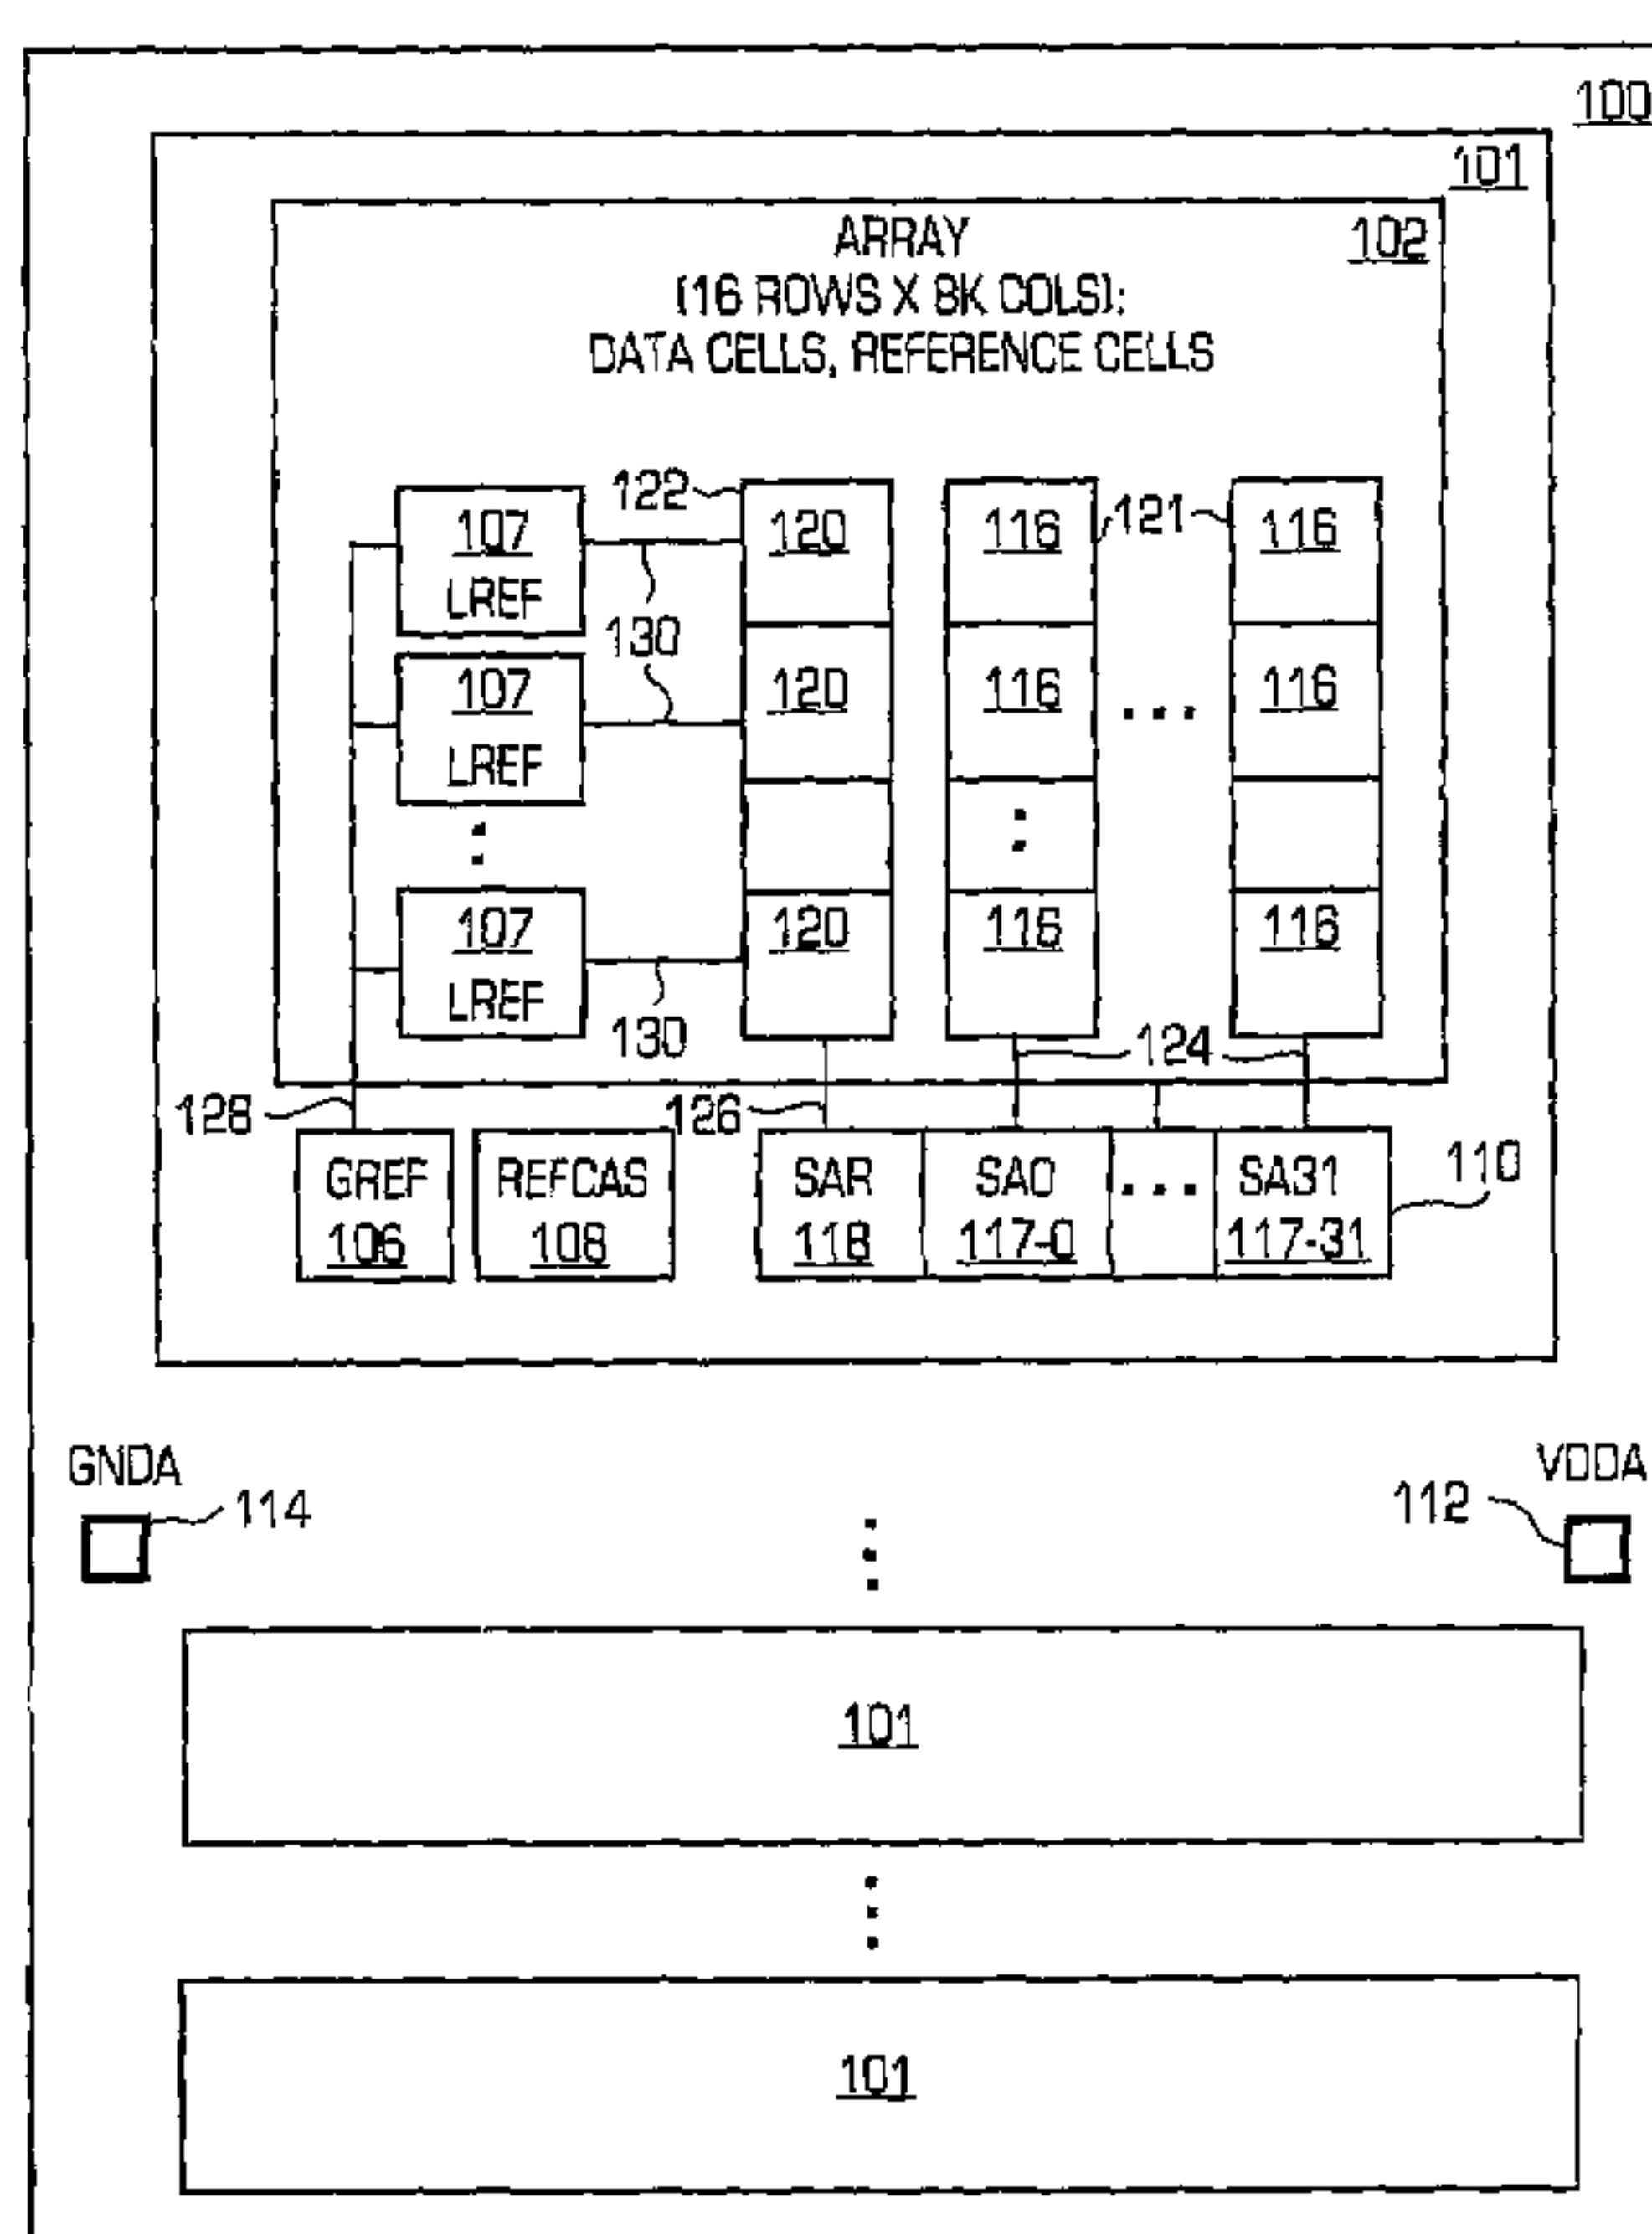 100
101
ARRAY 102
(16 ROWS X 8K COLS);
DATA CELLS, REFERENCE CELLS
122 121
107 120 116 116
LREF
130
107 120 116 116
LREF
107 120 116 116
LREF
130 124
128 126
GREF REFCAS SAR SA0 SA31 110
106 108 118 117-0 117-31
GNDA VDDA
114 112
101
101